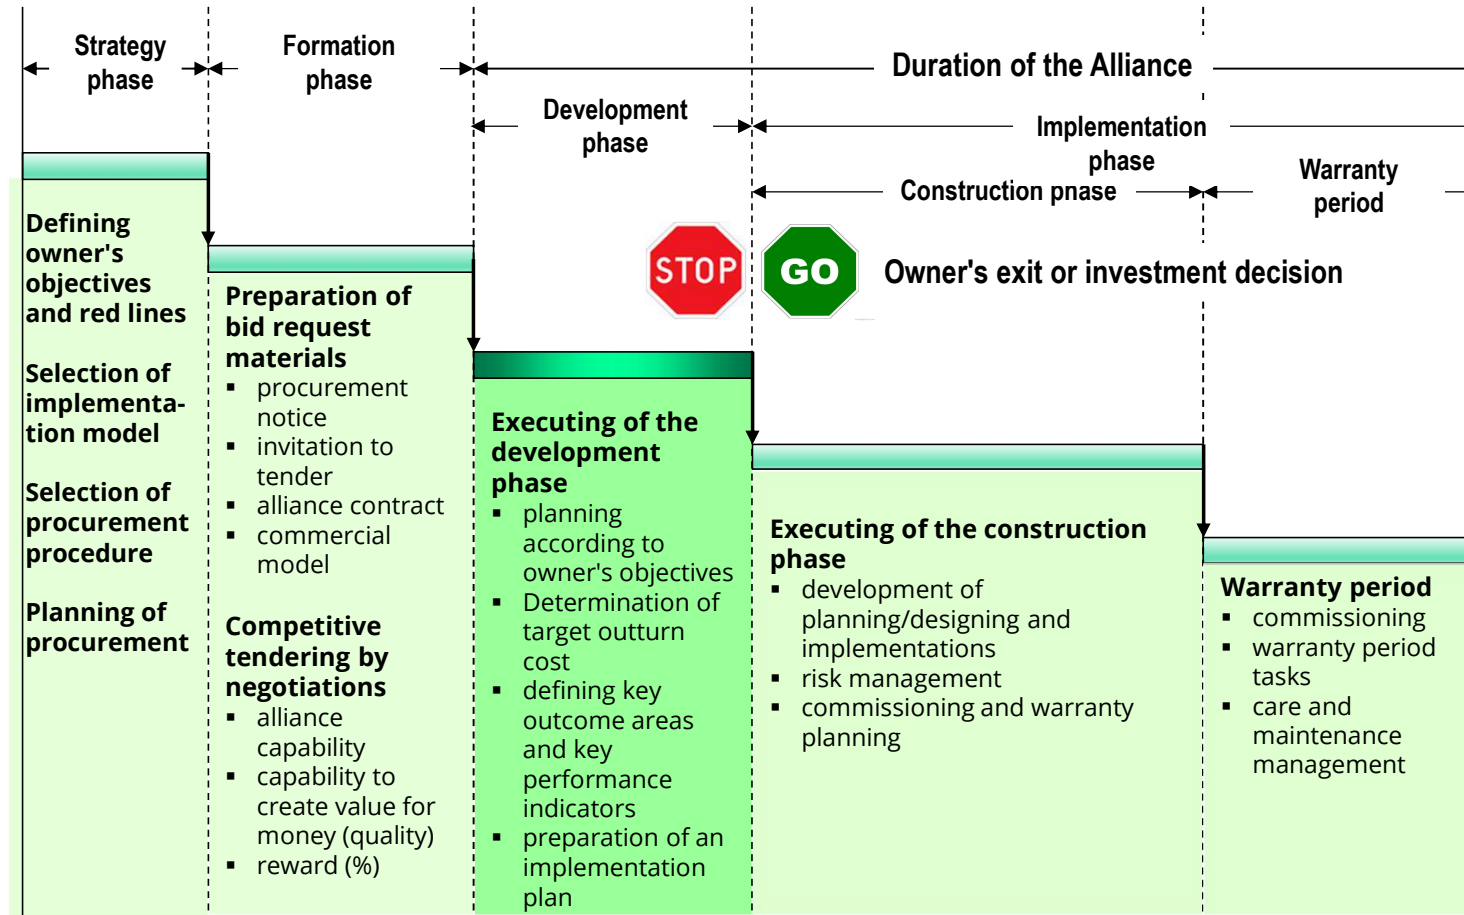 Strategy
phase
Formation
phase
Duration of the Alliance
Development
phase
Implementation
phase
Construction pnase
Warranty
period
STOP
GO
Owner's exit or investment decision
Defining
owner's
objectives
and red lines
Selection of
implementa-
tion model
Selection of
procurement
procedure
Planning of
procurement
Preparation of
bid request
materials
▪ procurement
notice
▪ invitation to
tender
▪ alliance contract
▪ commercial
model
Competitive
tendering by
negotiations
▪ alliance
capability
▪ capability to
create value for
money (quality)
▪ reward (%)
Executing of the
development
phase
▪ planning
according to
owner's objectives
▪ Determination of
target outturn
cost
▪ defining key
outcome areas
and key
performance
indicators
▪ preparation of an
implementation
plan
Executing of the construction
phase
▪ development of
planning/designing and
implementations
▪ risk management
▪ commissioning and warranty
planning
Warranty period
▪ commissioning
▪ warranty period
tasks
▪ care and
maintenance
management